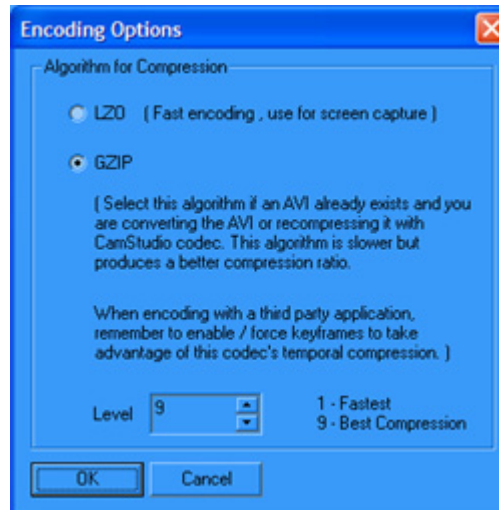 Encoding Options
Algorithm for Compression
LZO ( Fast encoding , use for screen capture )
GZIP
( Select this algorithm if an AVI already exists and you
are converting the AVI or recompressing it with
CamStudio codec. This algorithm is slower but
produces a better compression ratio.
When encoding with a third party application,
remember to enable / force keyframes to take
advantage of this codec's temporal compression. )
Level 9 1 - Fastest
9 - Best Compression
OK Cancel